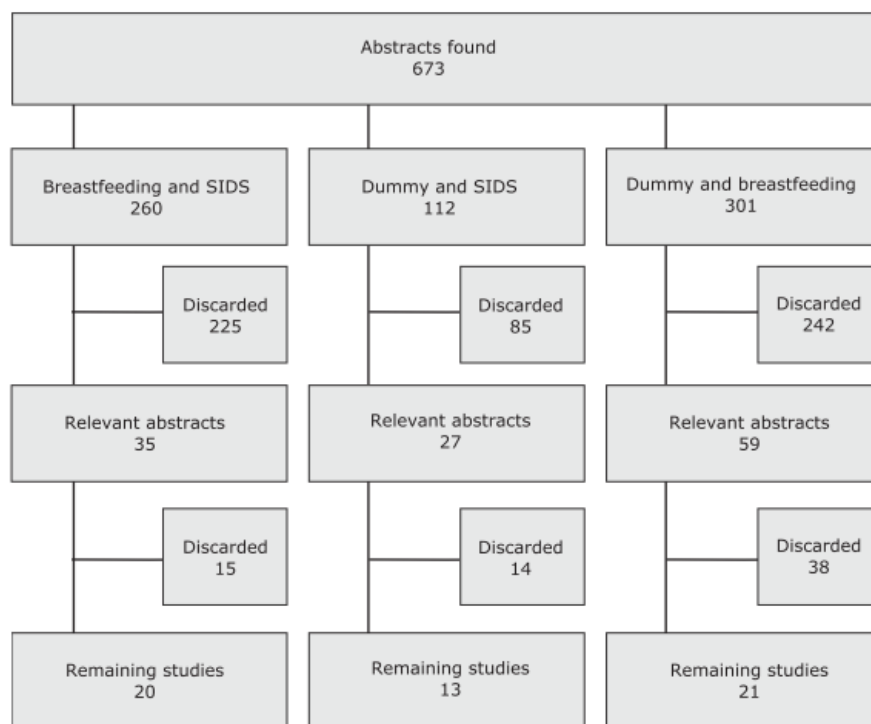 Abstracts found
673
Breastfeeding and SIDS
260
Dummy and SIDS
112
Dummy and breastfeeding
301
Discarded
225
Discarded
85
Discarded
242
Relevant abstracts
35
Relevant abstracts
27
Relevant abstracts
59
Discarded
15
Discarded
14
Discarded
38
Remaining studies
20
Remaining studies
13
Remaining studies
21